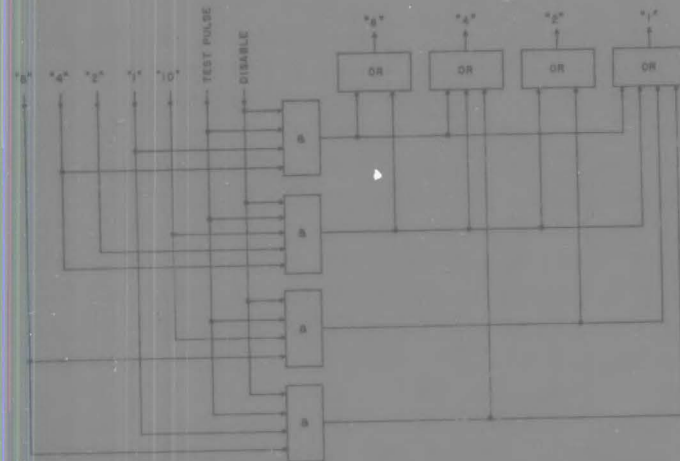 "8" "4" "2" "1"
OR OR OR OR
"8" "4" "2" "1" "10" TEST PULSE DISABLE
&
&
&
&